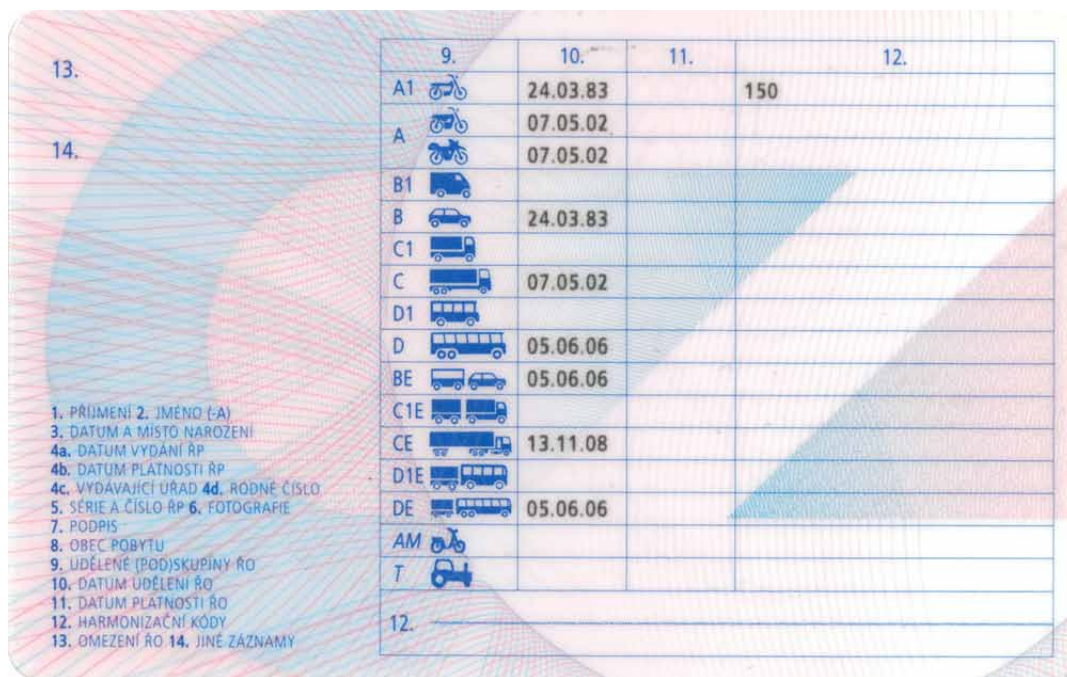 13.
14.
1. PŘÍJMENÍ 2. JMÉNO (-A)
3. DATUM A MÍSTO NAROZENÍ
4a. DATUM VYDÁNÍ ŘP
4b. DATUM PLATNOSTI ŘP
4c. VYDÁVAJÍCÍ ÚŘAD 4d. RODNÉ ČÍSLO
5. SÉRIE A ČÍSLO ŘP 6. FOTOGRAFIE
7. PODPIS
8. OBEC POBYTU
9. UDĚLENÉ (POD)SKUPINY ŘO
10. DATUM UDĚLENÍ ŘO
11. DATUM PLATNOSTI ŘO
12. HARMONIZAČNÍ KÓDY
13. OMEZENÍ ŘO 14. JINÉ ZÁZNAMY
9. 10. 11. 12.
A1 24.03.83 150
A 07.05.02
07.05.02
B1
B 24.03.83
C1
C 07.05.02
D1
D 05.06.06
BE 05.06.06
C1E
CE 13.11.08
D1E
DE 05.06.06
AM
T
12.